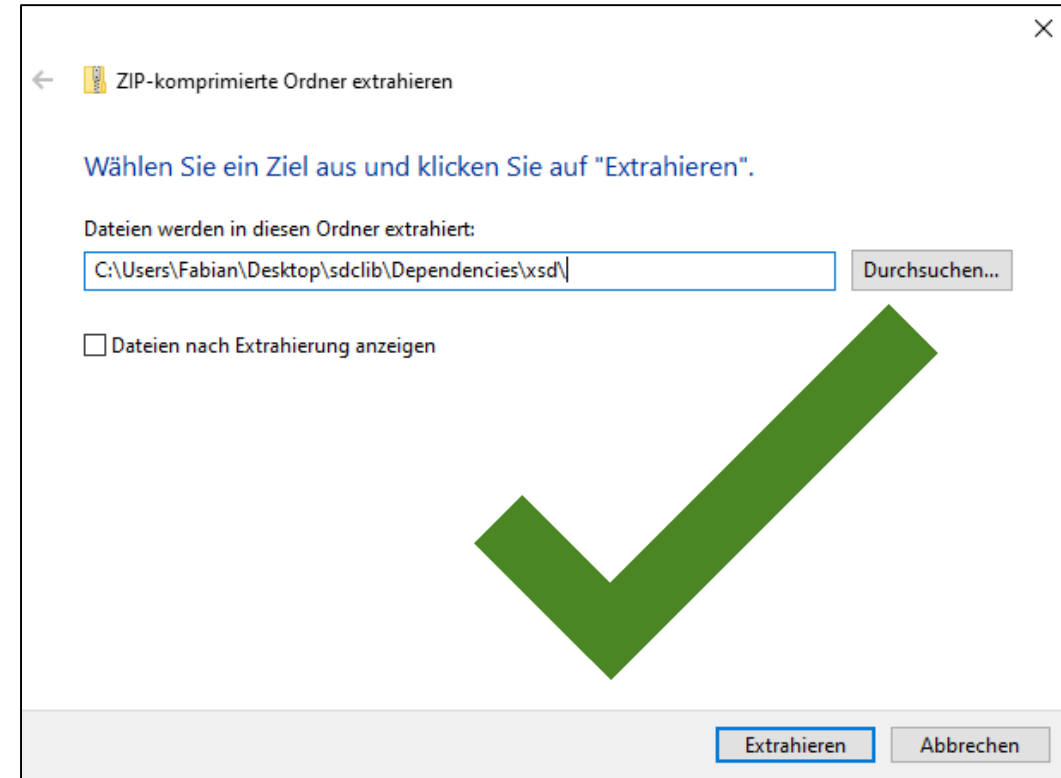 ZIP-komprimierte Ordner extrahieren
Wählen Sie ein Ziel aus und klicken Sie auf "Extrahieren".
Dateien werden in diesen Ordner extrahiert:
C:\Users\Fabian\Desktop\sdclib\Dependencies\xsd\
Durchsuchen...
Dateien nach Extrahierung anzeigen
Extrahieren
Abbrechen